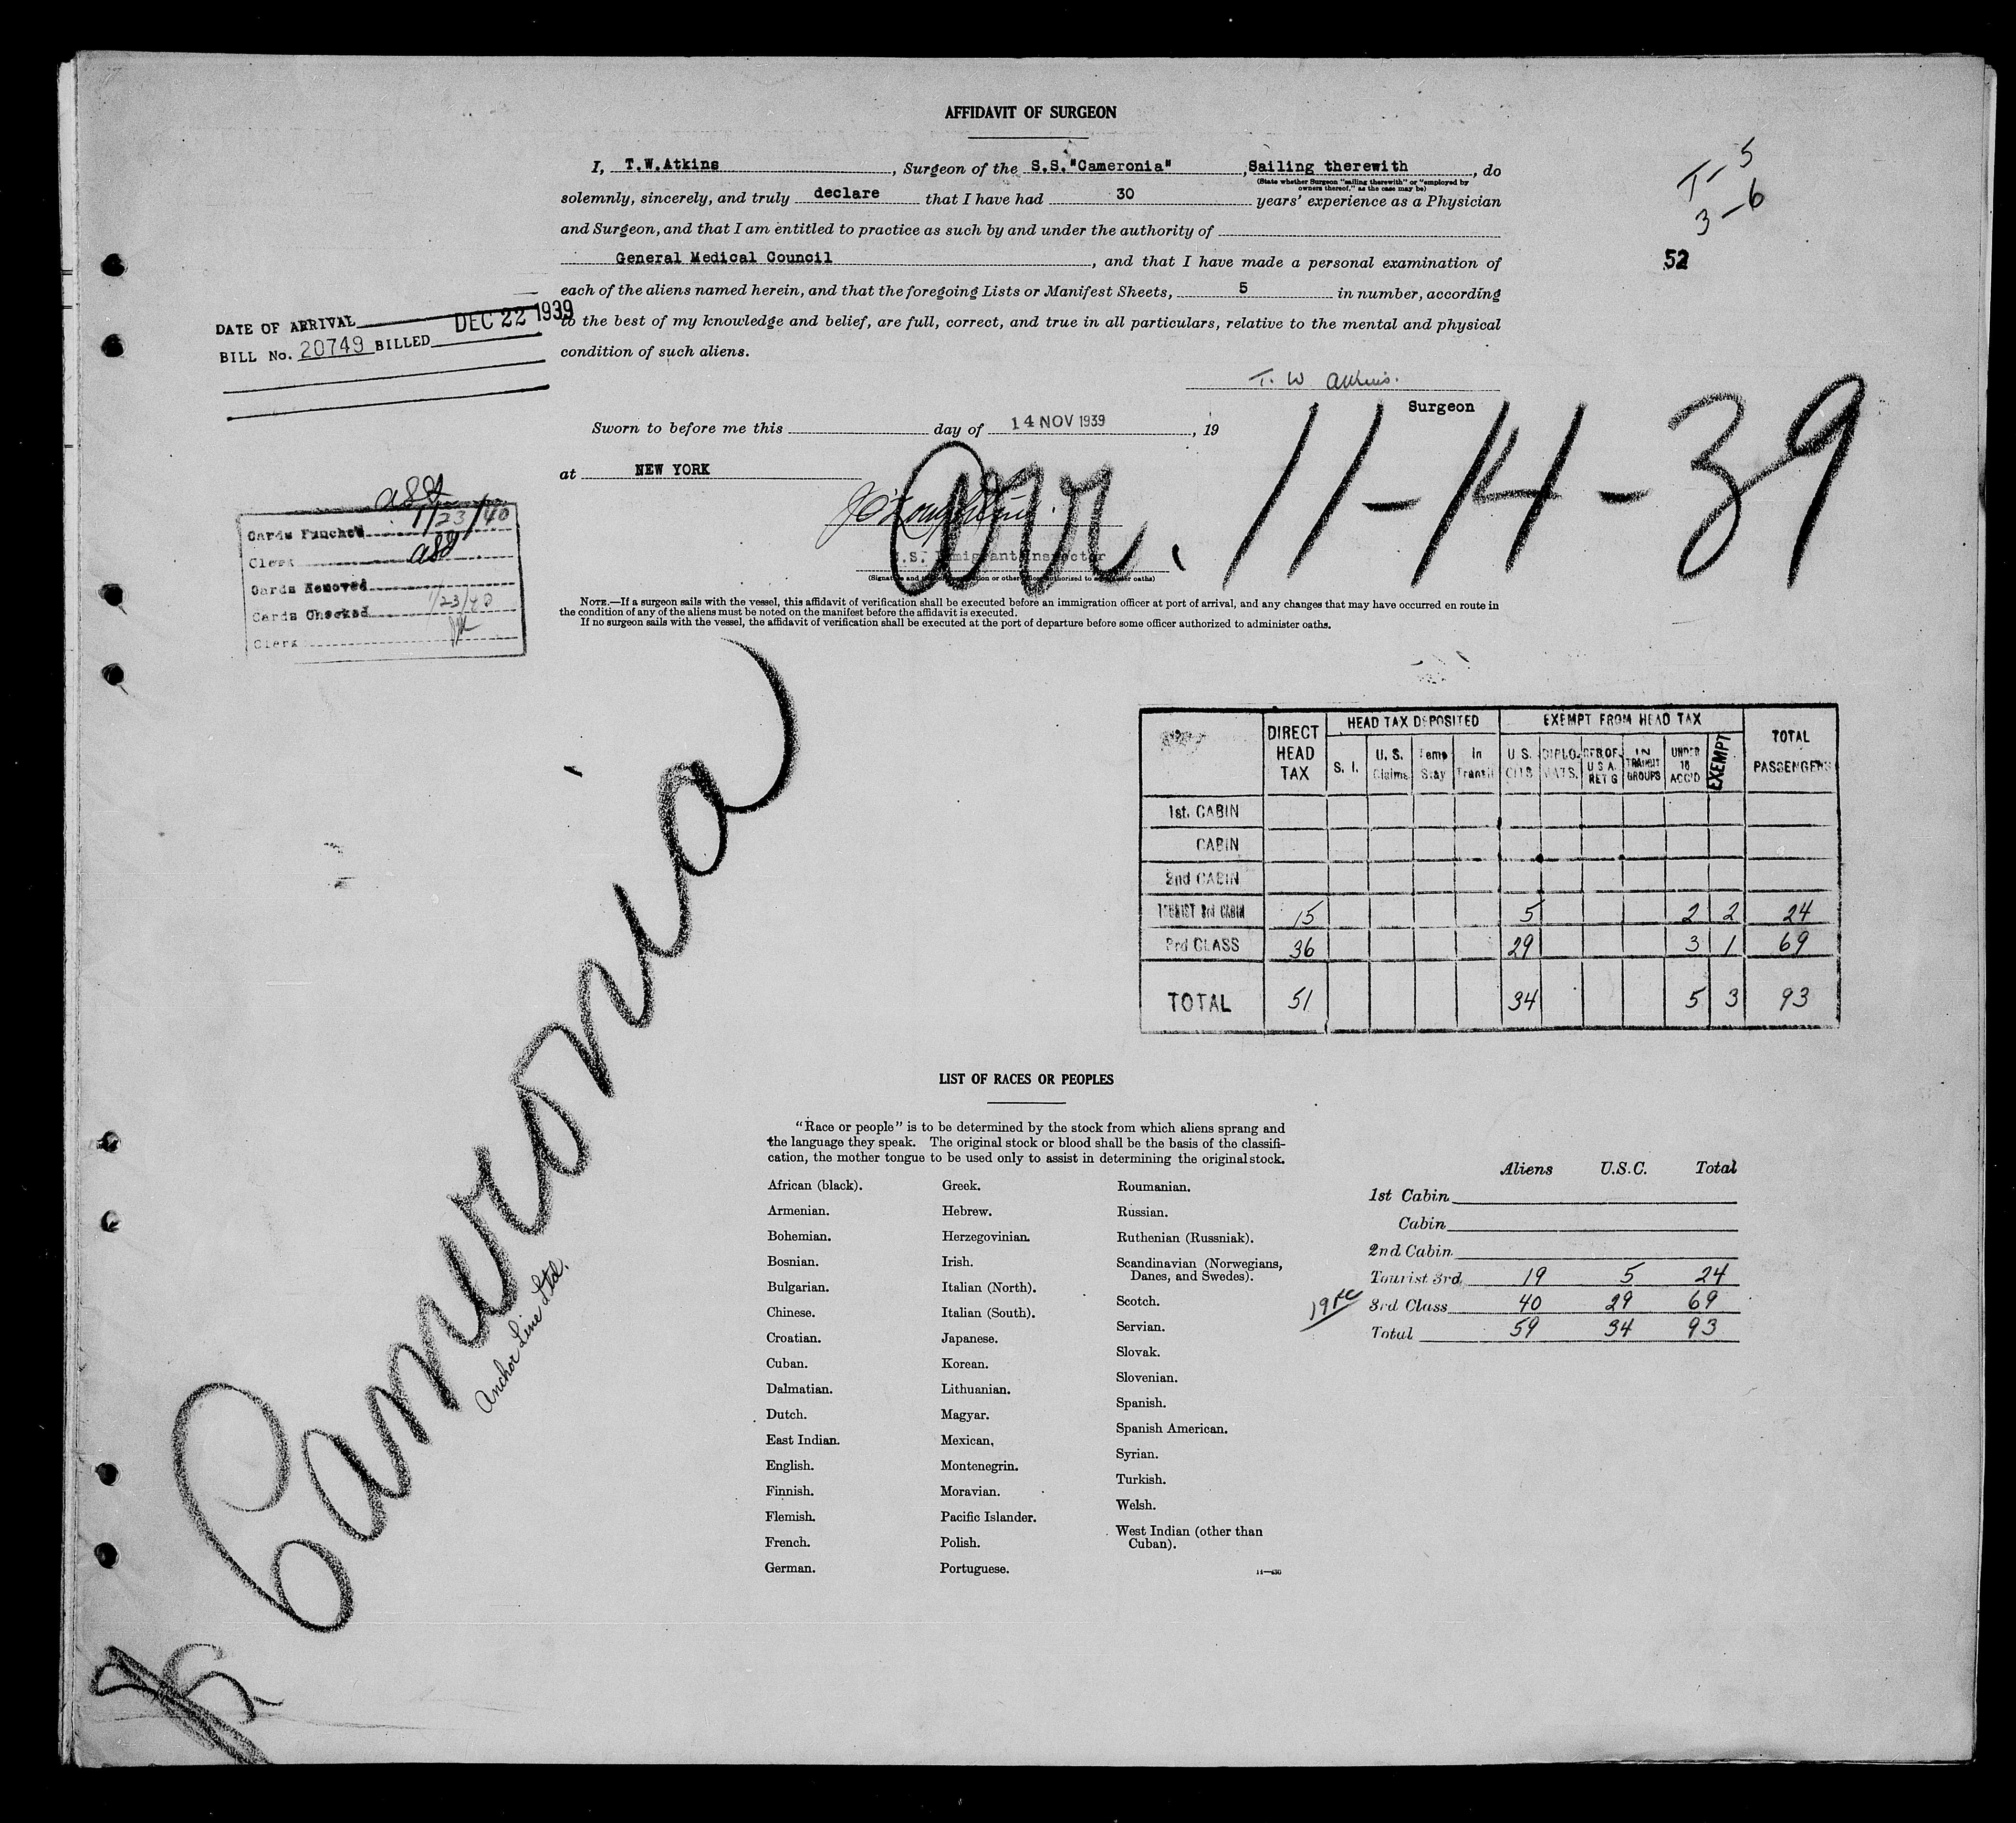 AFFIDAVIT OF SURGEON
I, T.W.Atkins, Surgeon of the S.S."Cameronia", Sailing therewith, do
(State whether Surgeon "sailing therewith" or "employed by
owners thereof," as the case may be)
solemnly, sincerely, and truly declare that I have had 30 years' experience as a Physician
and Surgeon, and that I am entitled to practice as such by and under the authority of
General Medical Council, and that I have made a personal examination of
each of the aliens named herein, and that the foregoing Lists or Manifest Sheets, 5 in number, according
to the best of my knowledge and belief, are full, correct, and true in all particulars, relative to the mental and physical
condition of such aliens.
T. W Atkins.
Surgeon
Sworn to before me this day of 14 NOV 1939, 19
at NEW YORK
Arr. 11-14-39
U.S. Immigrant Inspector
NOTE.—If a surgeon sails with the vessel, this affidavit of verification shall be executed before an immigration officer at port of arrival, and any changes that may have occurred en route in
the condition of any of the aliens must be noted on the manifest before the affidavit is executed.
If no surgeon sails with the vessel, the affidavit of verification shall be executed at the port of departure before some officer authorized to administer oaths.
T-5
3-6
52
DATE OF ARRIVAL
BILL No. 20749 BILLED DEC 22 1939
Cards Punched 1/23/40
Clerk
Cards Removed
Cards Checked 1/23/40
Clerk
Cameronia
Anchor Line Ltd.
DIRECT HEAD TAX HEAD TAX DEPOSITED EXEMPT FROM HEAD TAX TOTAL PASSENGERS
S. I. U. S. Claims Temp Stay In Transit U S. CITS DIPLOMATS. RES OF U S A. RET G IN TRANSIT GROUPS UNDER 16 ACC'D EXEMPT
1st. CABIN
CABIN
2nd CABIN
TOURIST 3rd CABIN 15 5 2 2 24
3rd CLASS 36 29 3 1 69
TOTAL 51 34 5 3 93
LIST OF RACES OR PEOPLES
"Race or people" is to be determined by the stock from which aliens sprang and
the language they speak. The original stock or blood shall be the basis of the classifi-
cation, the mother tongue to be used only to assist in determining the original stock.
African (black).
Armenian.
Bohemian.
Bosnian.
Bulgarian.
Chinese.
Croatian.
Cuban.
Dalmatian.
Dutch.
East Indian.
English.
Finnish.
Flemish.
French.
German.
Greek.
Hebrew.
Herzegovinian.
Irish.
Italian (North).
Italian (South).
Japanese.
Korean.
Lithuanian.
Magyar.
Mexican.
Montenegrin.
Moravian.
Pacific Islander.
Polish.
Portuguese.
Roumanian.
Russian.
Ruthenian (Russniak).
Scandinavian (Norwegians,
Danes, and Swedes).
Scotch.
Servian.
Slovak.
Slovenian.
Spanish.
Spanish American.
Syrian.
Turkish.
Welsh.
West Indian (other than
Cuban).
Aliens U.S.C. Total
1st Cabin
Cabin
2nd Cabin
Tourist 3rd 19 5 24
3rd Class 40 29 69
Total 59 34 93